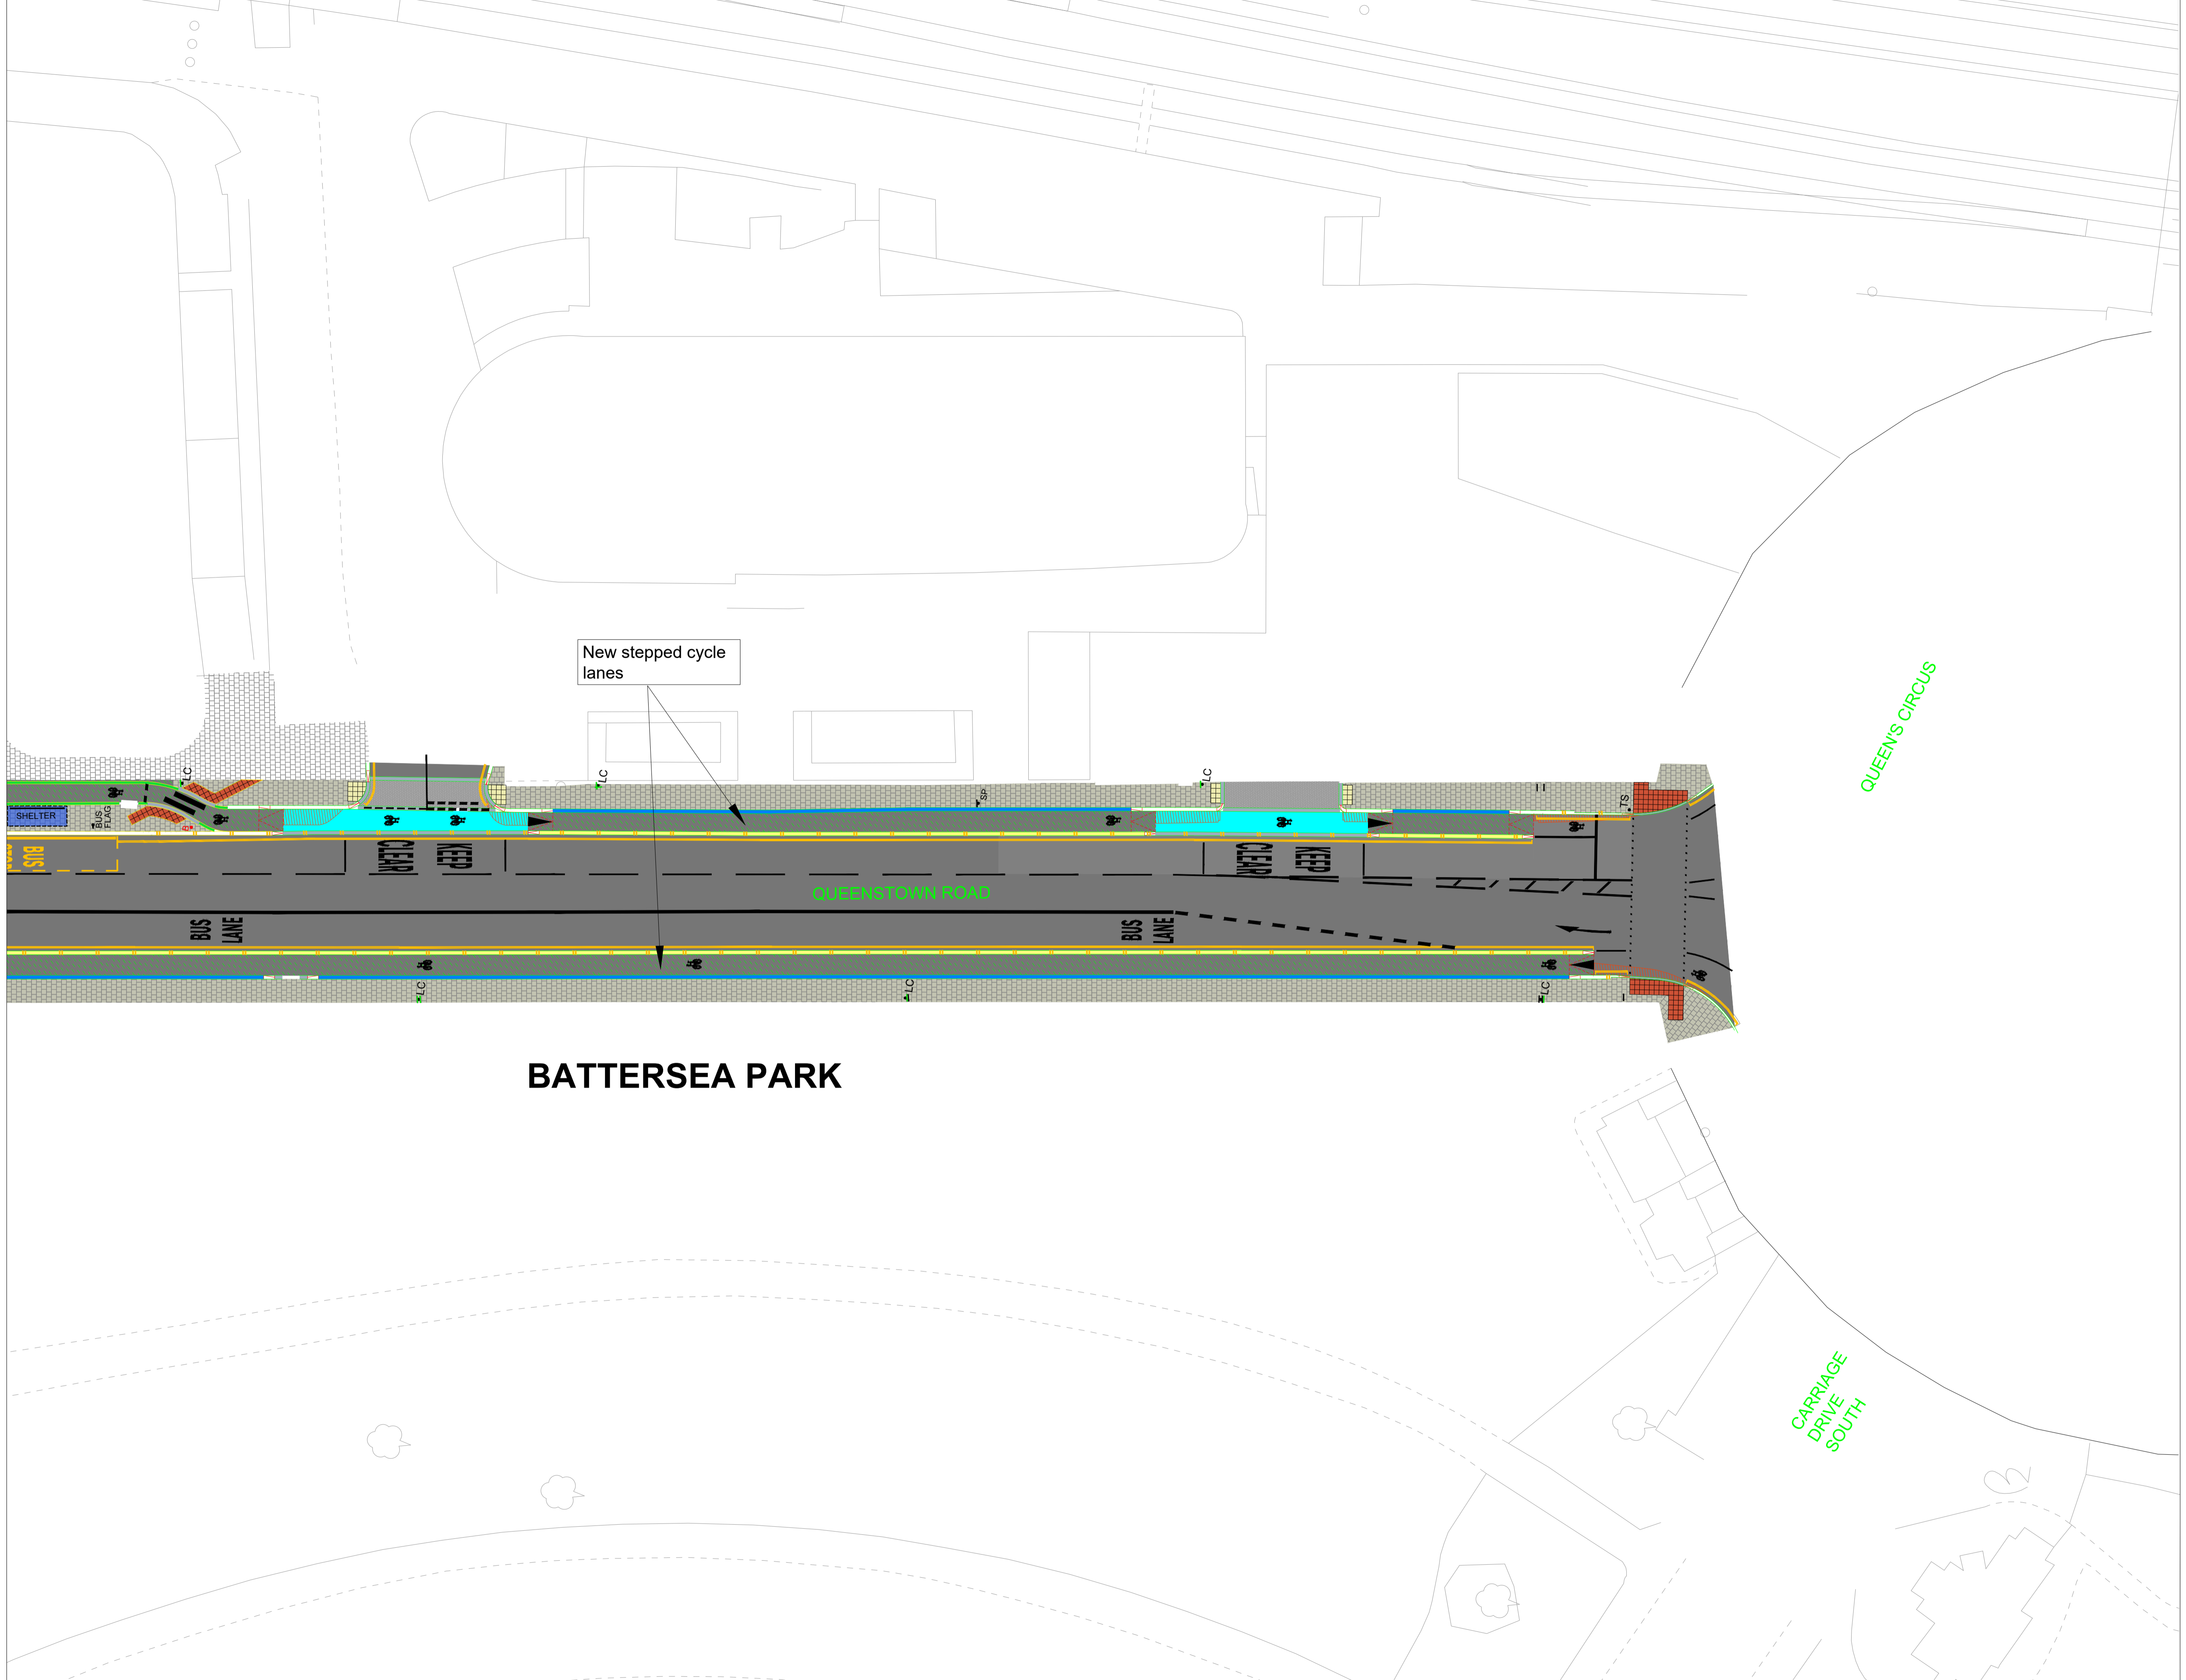 QUEEN'S CIRCUS
New stepped cycle
lanes
LC
LC
LC
SP
TS
SHELTER
BUS
FLAG
BUS
KEEP
CLEAR
KEEP
CLEAR
QUEENSTOWN ROAD
BUS
LANE
BUS
LANE
LC
LC
LC
BATTERSEA PARK
CARRIAGE
DRIVE
SOUTH